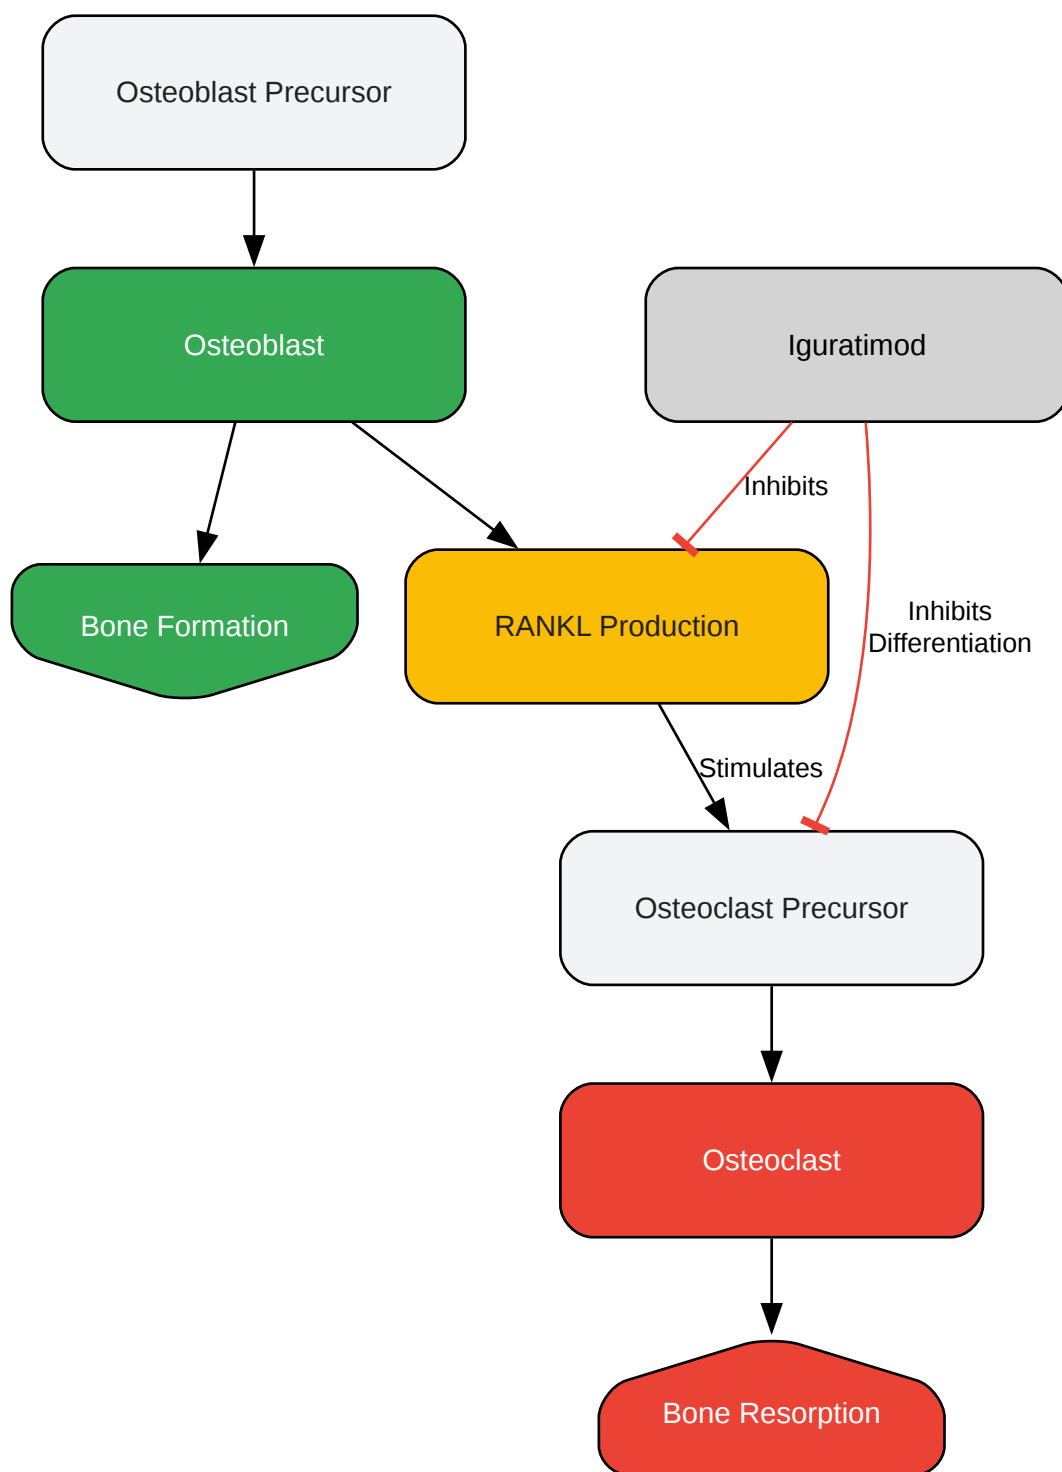 Osteoblast Precursor
Osteoblast
Iguratimod
Inhibits
Bone Formation
RANKL Production
Inhibits
Differentiation
Stimulates
Osteoclast Precursor
Osteoclast
Bone Resorption